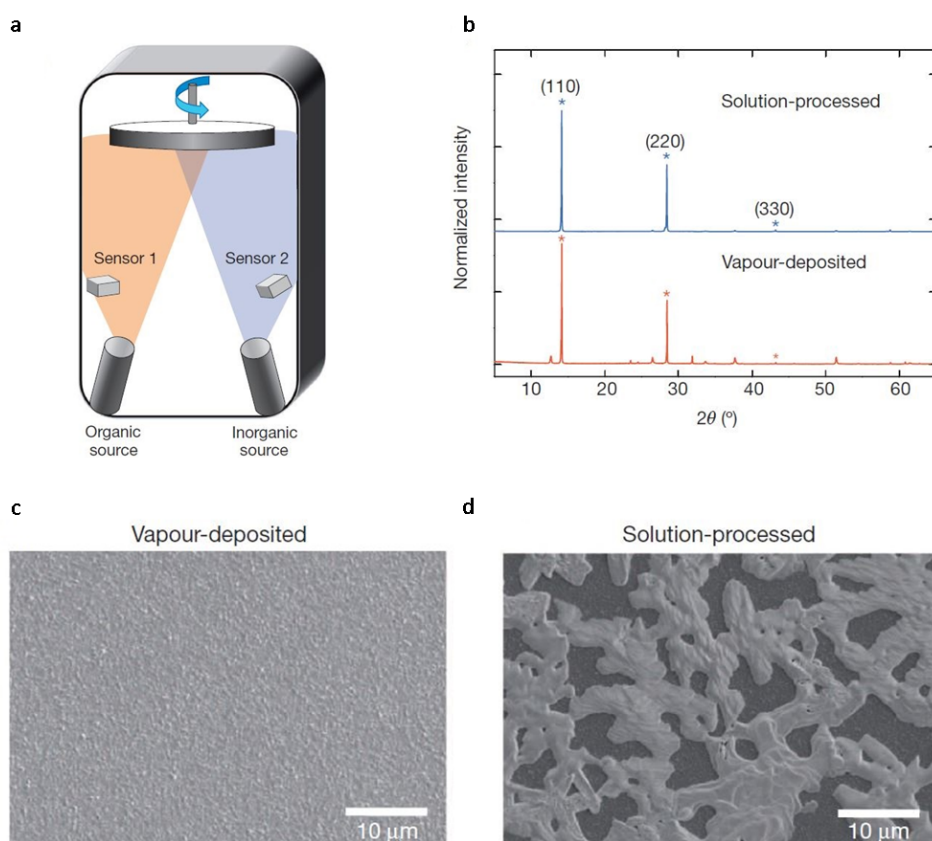 a
Sensor 1
Sensor 2
Organic
source
Inorganic
source
b
(110)
*
Solution-processed
(220)
*
(330)
*
*
Vapour-deposited
*
*
Normalized intensity
10
20
30
40
50
60
2θ (°)
c
Vapour-deposited
10 µm
d
Solution-processed
10 µm